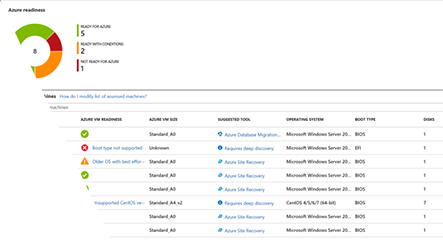 Azure readiness
READY FOR AZURE
5
8
READY WITH CONDITIONS
2
NOT READY FOR AZURE
1
hines How do I modify list of assessed machines?
machines
AZURE VM READINESS AZURE VM SIZE SUGGESTED TOOL OPERATING SYSTEM BOOT TYPE DISKS
Standard_A0 Azure Database Migration... Microsoft Windows Server 20... BIOS 1
Boot type not supported Unknown Requires deep discovery Microsoft Windows Server 20... EFI 1
Older OS with best effor... Standard_A0 Azure Site Recovery Microsoft Windows Server 20... BIOS 1
Standard_A0 Azure Site Recovery Microsoft Windows Server 20... BIOS 1
Standard_A0 Azure Site Recovery Microsoft Windows Server 20... BIOS 1
nsupported CentOS ve... Standard_A4_v2 Requires deep discovery CentOS 4/5/6/7 (64-bit) BIOS 7
Standard_A0 Azure Site Recovery Microsoft Windows Server 20... BIOS 1
Standard_A0 Azure Site Recovery Microsoft Windows Server 20... BIOS 1